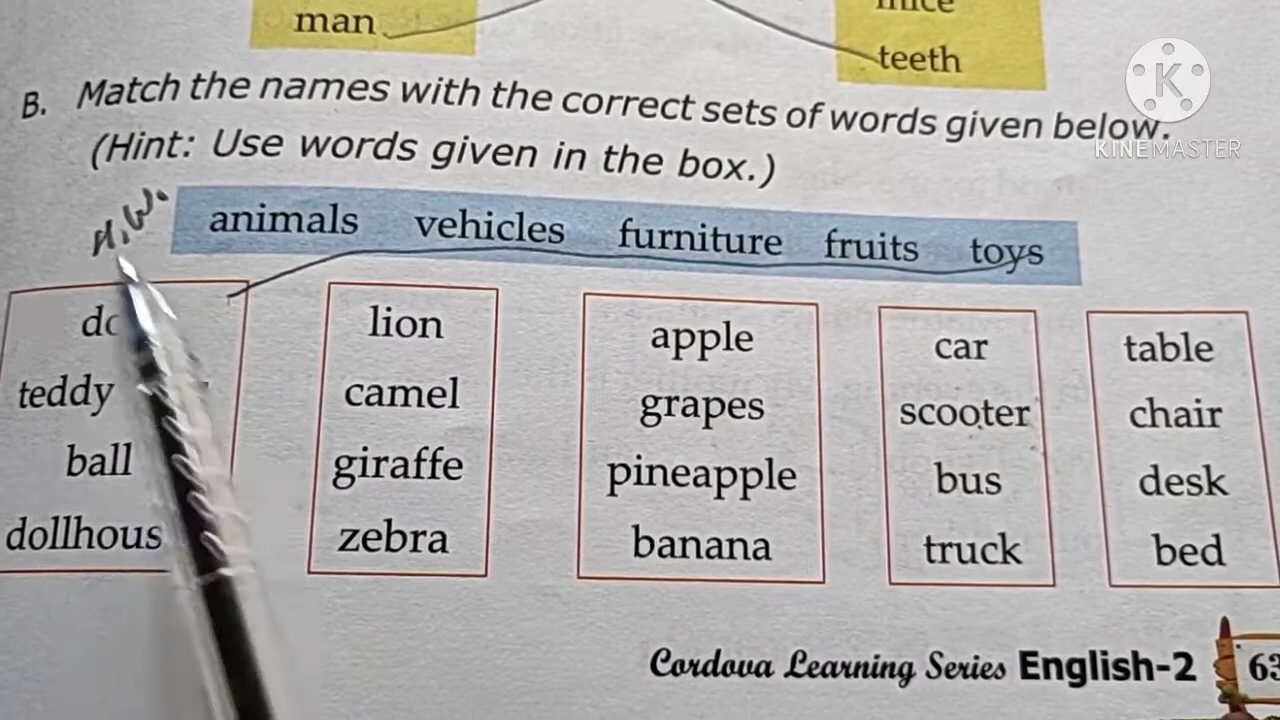 man
teeth
K
KINEMASTER
B. Match the names with the correct sets of words given below.
(Hint: Use words given in the box.)
H.W.
animals vehicles furniture fruits toys
lion apple car table
teddy camel grapes scooter chair
ball giraffe pineapple bus desk
zebra banana truck bed
Cordova Learning Series English-2